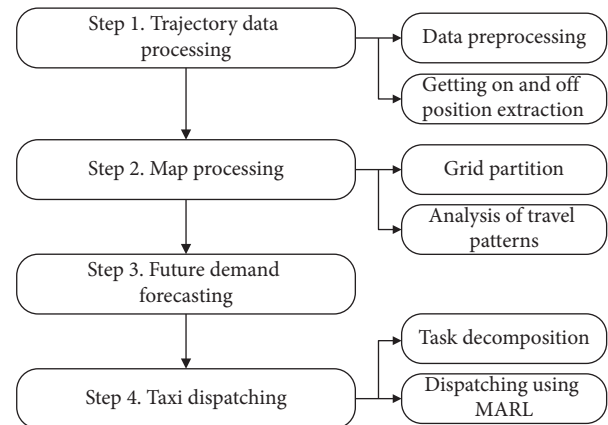 Step 1. Trajectory data
processing
Data preprocessing
Getting on and off
position extraction
Step 2. Map processing
Grid partition
Analysis of travel
patterns
Step 3. Future demand
forecasting
Step 4. Taxi dispatching
Task decomposition
Dispatching using
MARL